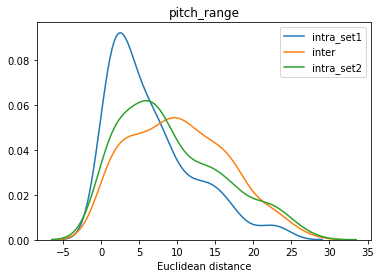 pitch_range
intra_set1
inter
intra_set2
0.08
0.06
0.04
0.02
0.00
−5 0 5 10 15 20 25 30 35
Euclidean distance